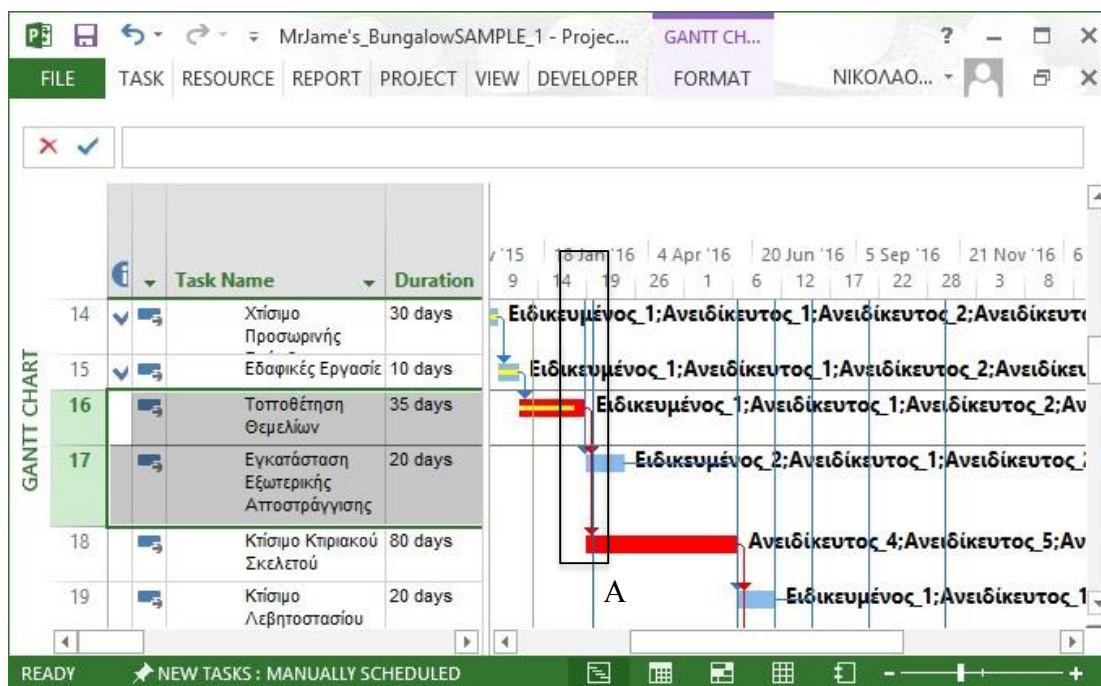 MrJame's_BungalowSAMPLE_1 - Projec...
GANTT CH...
?
FILE TASK RESOURCE REPORT PROJECT VIEW DEVELOPER FORMAT ΝΙΚΟΛΑΟ...
'15 18 Jan '16 4 Apr '16 20 Jun '16 5 Sep '16 21 Nov '16 6
Task Name Duration 9 14 19 26 1 6 12 17 22 28 3 8
14 Χτίσιμο Προσωρινής 30 days Ειδικευμένος_1;Ανειδίκευτος_1;Ανειδίκευτος_2;Ανειδίκευτο
15 Εδαφικές Εργασίε 10 days Ειδικευμένος_1;Ανειδίκευτος_1;Ανειδίκευτος_2;Ανειδίκευ
16 Τοποθέτηση 35 days Ειδικευμένος_1;Ανειδίκευτος_1;Ανειδίκευτος_2;Αν
Θεμελίων
17 Εγκατάσταση 20 days Ειδικευμένος_2;Ανειδίκευτος_1;Ανειδίκευτος_2
Εξωτερικής
Αποστράγγισης
18 Κτίσιμο Κτιριακού 80 days Ανειδίκευτος_4;Ανειδίκευτος_5;Αν
Σκελετού
19 Κτίσιμο 20 days Ειδικευμένος_1;Ανειδίκευτος_1
Λεβητοστασίου
A
GANTT CHART
READY NEW TASKS : MANUALLY SCHEDULED